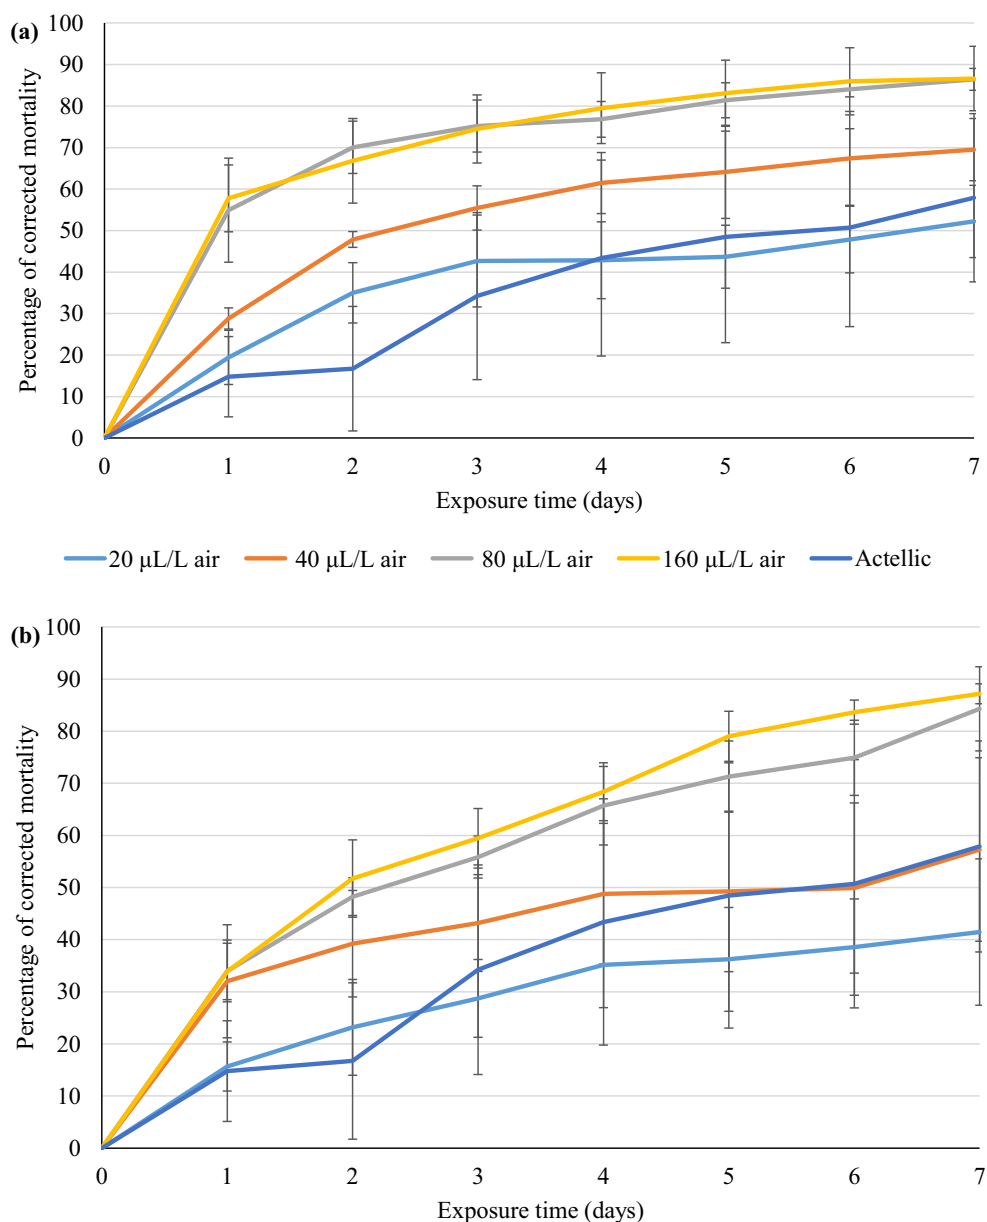 (a)
Percentage of corrected mortality
100
90
80
70
60
50
40
30
20
10
0
0 1 2 3 4 5 6 7
Exposure time (days)
20 μL/L air 40 μL/L air 80 μL/L air 160 μL/L air Actellic
(b)
Percentage of corrected mortality
100
90
80
70
60
50
40
30
20
10
0
0 1 2 3 4 5 6 7
Exposure time (days)